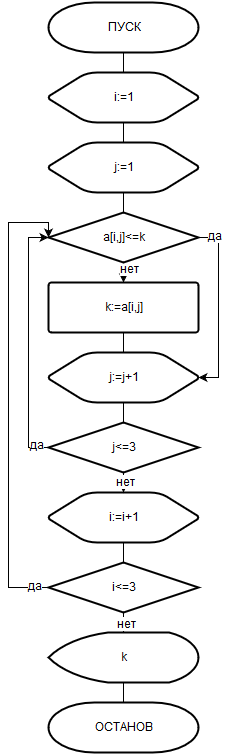 ПУСК
i:=1
j:=1
a[i,j]<=k
да
нет
k:=a[i,j]
j:=j+1
j<=3
да
нет
i:=i+1
i<=3
да
нет
k
ОСТАНОВ